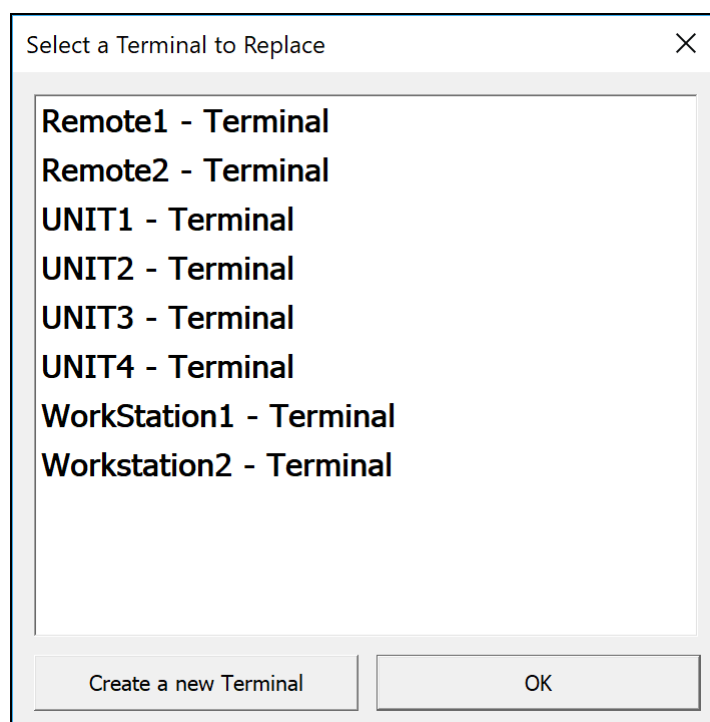 Select a Terminal to Replace
Remote1 - Terminal
Remote2 - Terminal
UNIT1 - Terminal
UNIT2 - Terminal
UNIT3 - Terminal
UNIT4 - Terminal
WorkStation1 - Terminal
Workstation2 - Terminal
Create a new Terminal
OK